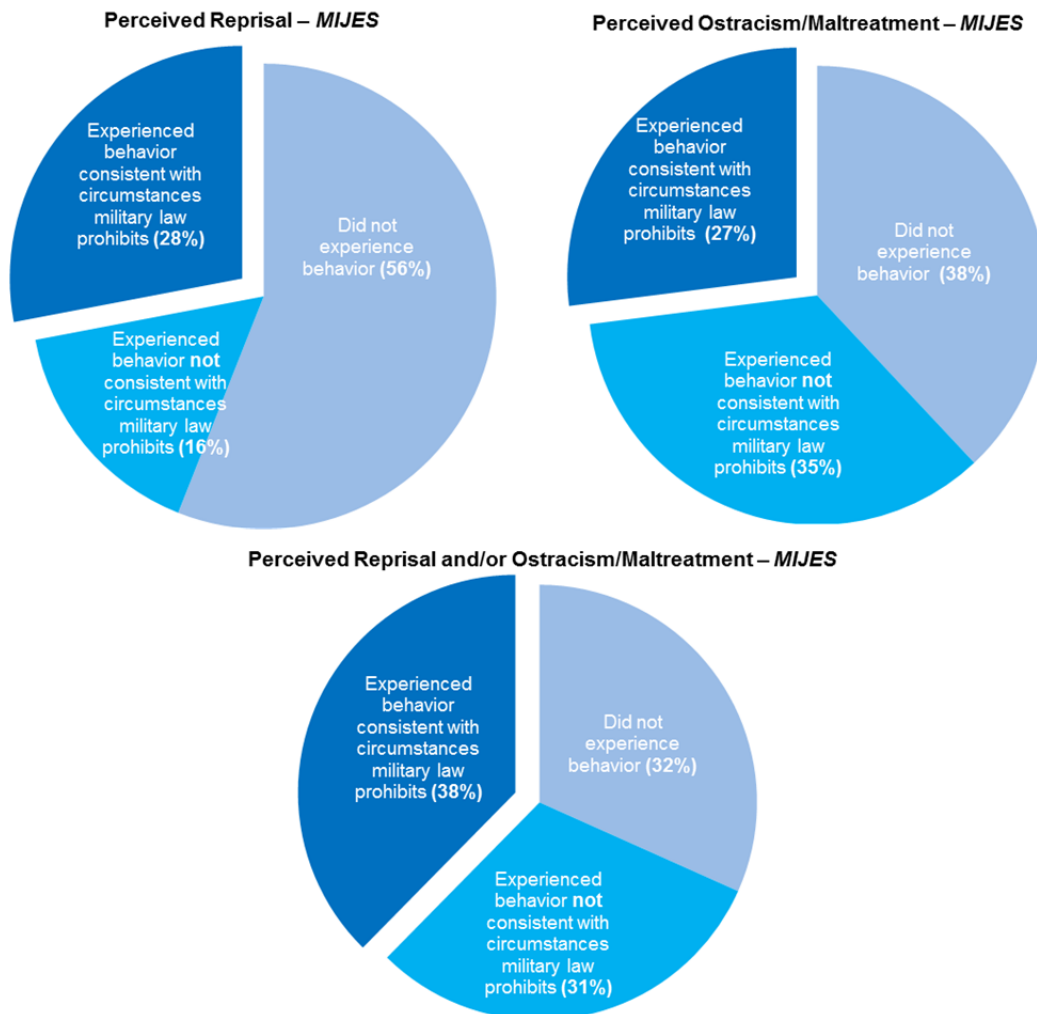 Perceived Reprisal – MIJES
Experienced
behavior
consistent with
circumstances
military law
prohibits (28%)
Did not
experience
behavior (56%)
Experienced
behavior not
consistent with
circumstances
military law
prohibits (16%)
Perceived Ostracism/Maltreatment – MIJES
Experienced
behavior
consistent with
circumstances
military law
prohibits (27%)
Did not
experience
behavior (38%)
Experienced
behavior not
consistent with
circumstances
military law
prohibits (35%)
Perceived Reprisal and/or Ostracism/Maltreatment – MIJES
Experienced
behavior
consistent with
circumstances
military law
prohibits (38%)
Did not
experience
behavior (32%)
Experienced
behavior not
consistent with
circumstances
military law
prohibits (31%)